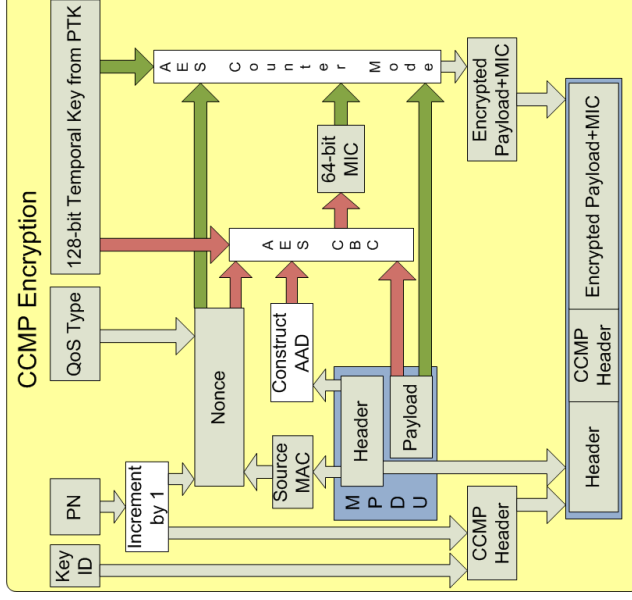 CCMP Encryption
Key
ID
PN
QoS Type
128-bit Temporal Key from PTK
Increment
by 1
Nonce
AES Counter Mode
AES CBC
Source
MAC
Construct
AAD
64-bit
MIC
MPDU
Header
Payload
CCMP
Header
Encrypted
Payload+MIC
Header
CCMP
Header
Encrypted Payload+MIC